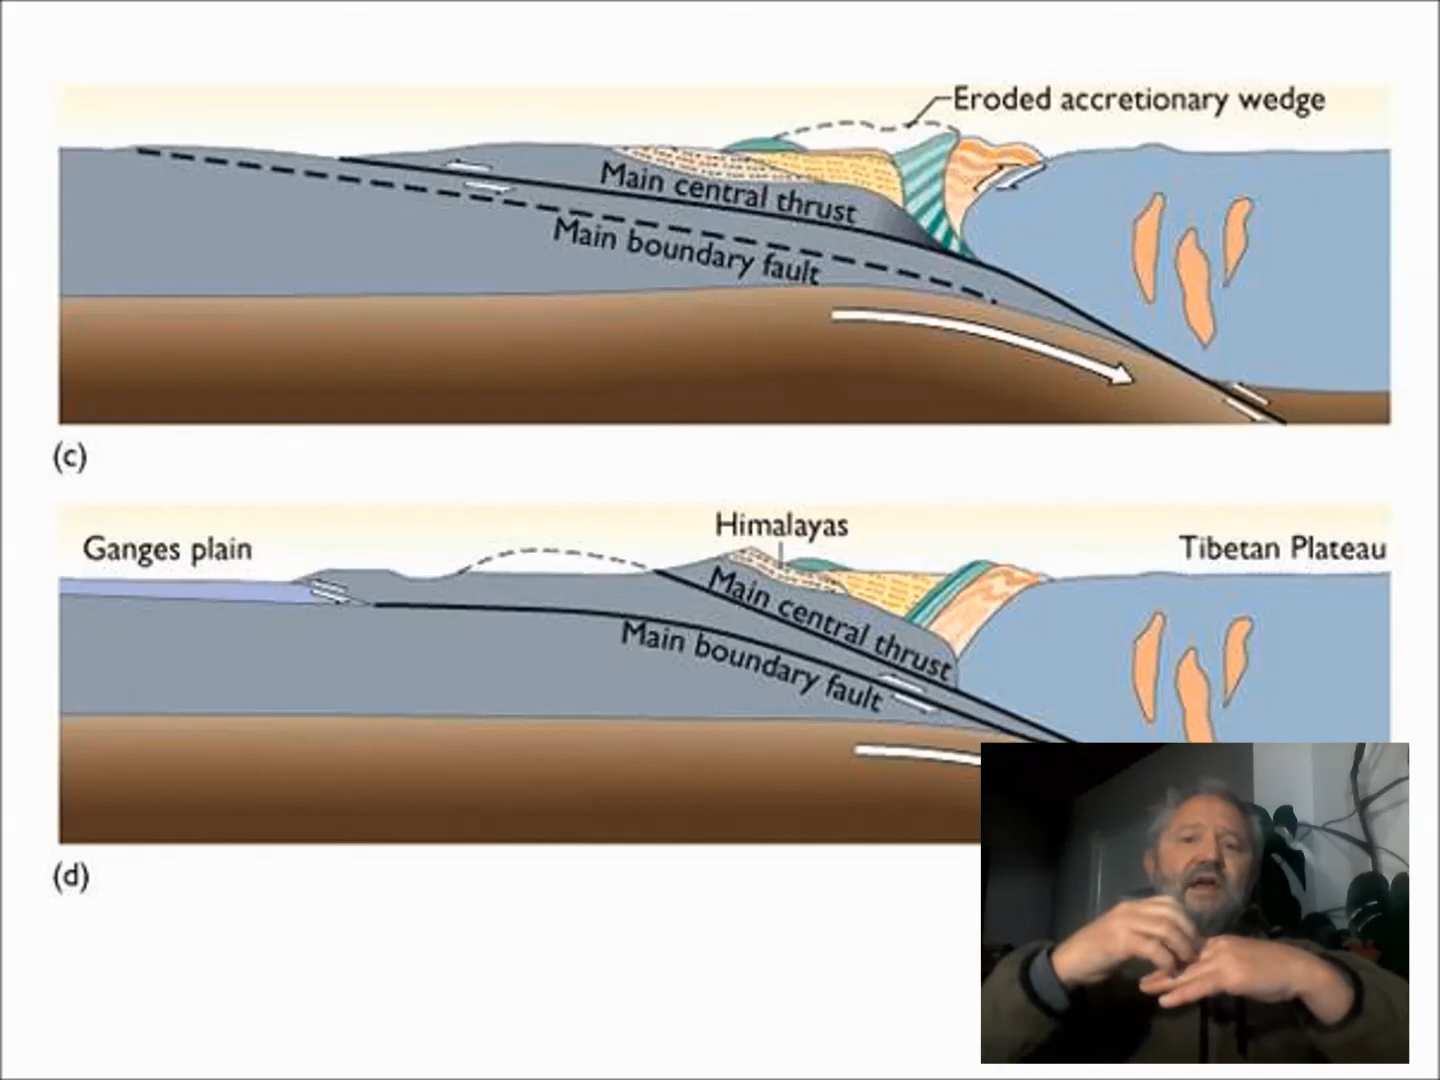 Eroded accretionary wedge
Main central thrust
Main boundary fault
(c)
Himalayas
Ganges plain
Tibetan Plateau
Main central thrust
Main boundary fault
(d)